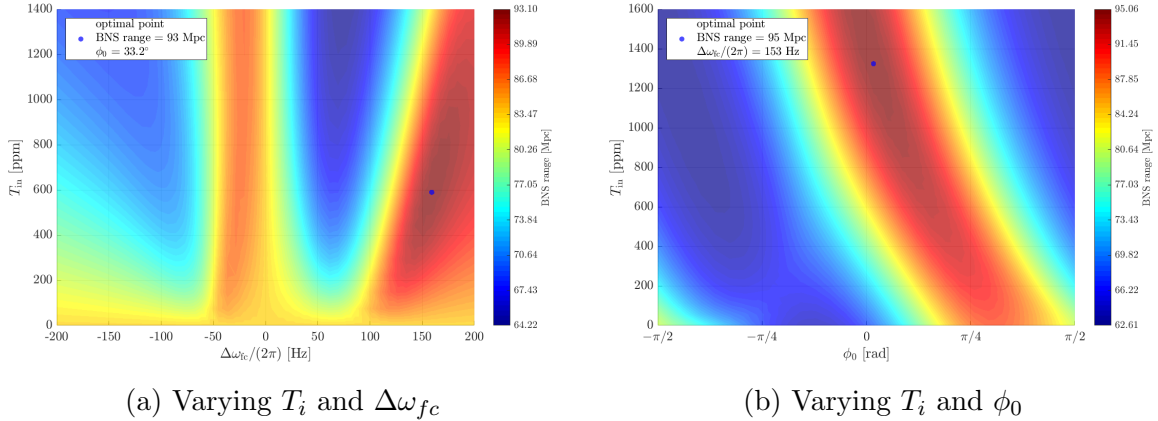 optimal point
BNS range = 93 Mpc
ϕ₀ = 33.2°
1400
1200
1000
800
600
400
200
0
T_in [ppm]
-200
-150
-100
-50
0
50
100
150
200
Δω_fc/(2π) [Hz]
93.10
89.89
86.68
83.47
80.26
77.05
73.84
70.63
67.43
64.22
BNS range [Mpc]
optimal point
BNS range = 95 Mpc
Δω_fc/(2π) = 153 Hz
1600
1400
1200
1000
800
600
400
200
0
T_in [ppm]
−π/2
−π/4
0
π/4
π/2
ϕ₀ [rad]
95.06
91.45
87.85
84.24
80.64
77.03
73.43
69.82
66.22
62.61
BNS range [Mpc]
(a) Varying T_i and Δω_fc
(b) Varying T_i and ϕ₀